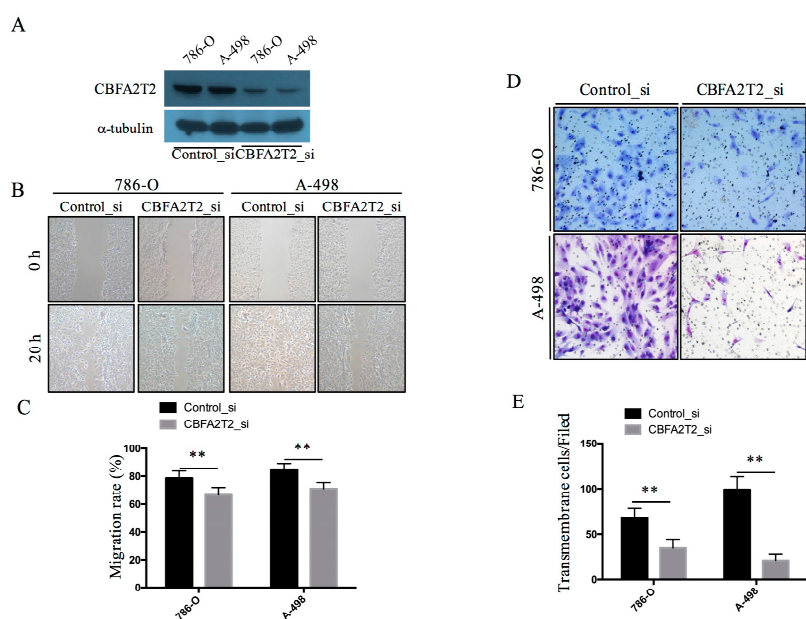 A
786-O A-498 786-O A-498
CBFA2T2
α-tubulin
Control_si CBFA2T2_si
B
786-O A-498
Control_si CBFA2T2_si Control_si CBFA2T2_si
0 h
20 h
C
Control_si
CBFA2T2_si
Migration rate (%)
100
80
60
40
20
0
** **
786-O A-498
D
Control_si CBFA2T2_si
786-O
A-498
E
Control_si
CBFA2T2_si
Transmembrane cells/Filed
150
100
50
0
** **
786-O A-498